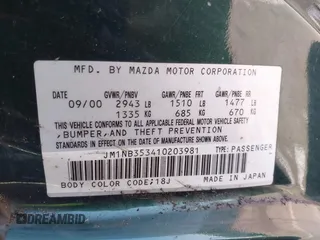 MFD. BY MAZDA MOTOR CORPORATION
GVWR/PNBV GAWR/PNBE FRT GAWR/PNBE RR
09/00 2943 LB 1510 LB 1477 LB
1335 KG 685 KG 670 KG
THIS VEHICLE CONFORMS TO ALL APPLICABLE
FEDERAL MOTOR VEHICLE SAFETY
,BUMPER,AND THEFT PREVENTION
STANDARDS IN EFFECT ON THE DATE OF
MANUFACTURE SHOWN ABOVE.
JM1NB353410203981 TYPE:PASSENGER
BODY COLOR CODE:18J MADE IN JAPAN
DREAMBID